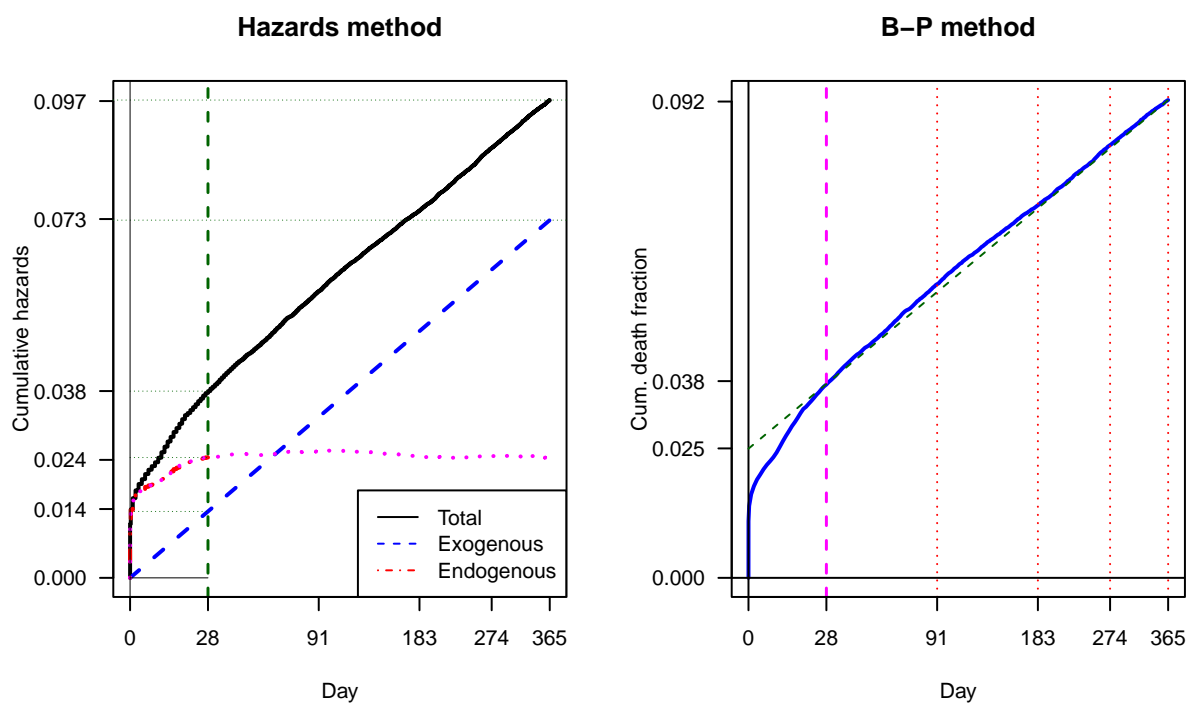 Hazards method
Cumulative hazards
0.097
0.073
0.038
0.024
0.014
0.000
Total
Exogenous
Endogenous
0 28 91 183 274 365
Day
B−P method
Cum. death fraction
0.092
0.038
0.025
0.000
0 28 91 183 274 365
Day